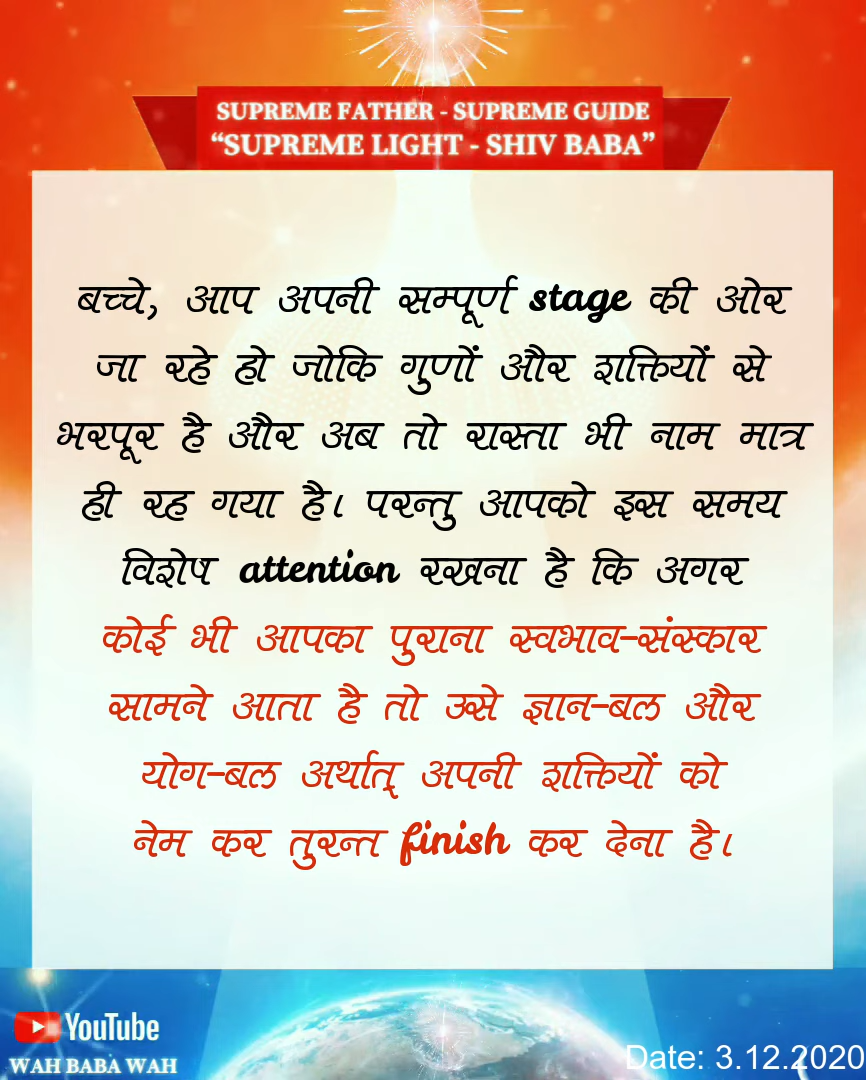 SUPREME FATHER - SUPREME GUIDE
“SUPREME LIGHT - SHIV BABA”
बच्चे, आप अपनी सम्पूर्ण stage की ओर
जा रहे हो जोकि गुणों और शक्तियों से
भरपूर है और अब तो रास्ता भी नाम मात्र
ही रह गया है। परन्तु आपको इस समय
विशेष attention रखना है कि अगर
कोई भी आपका पुराना स्वभाव-संस्कार
सामने आता है तो उसे ज्ञान-बल और
योग-बल अर्थात् अपनी शक्तियों को
नेम कर तुरन्त finish कर देना है।
YouTube
WAH BABA WAH
Date: 3.12.2020